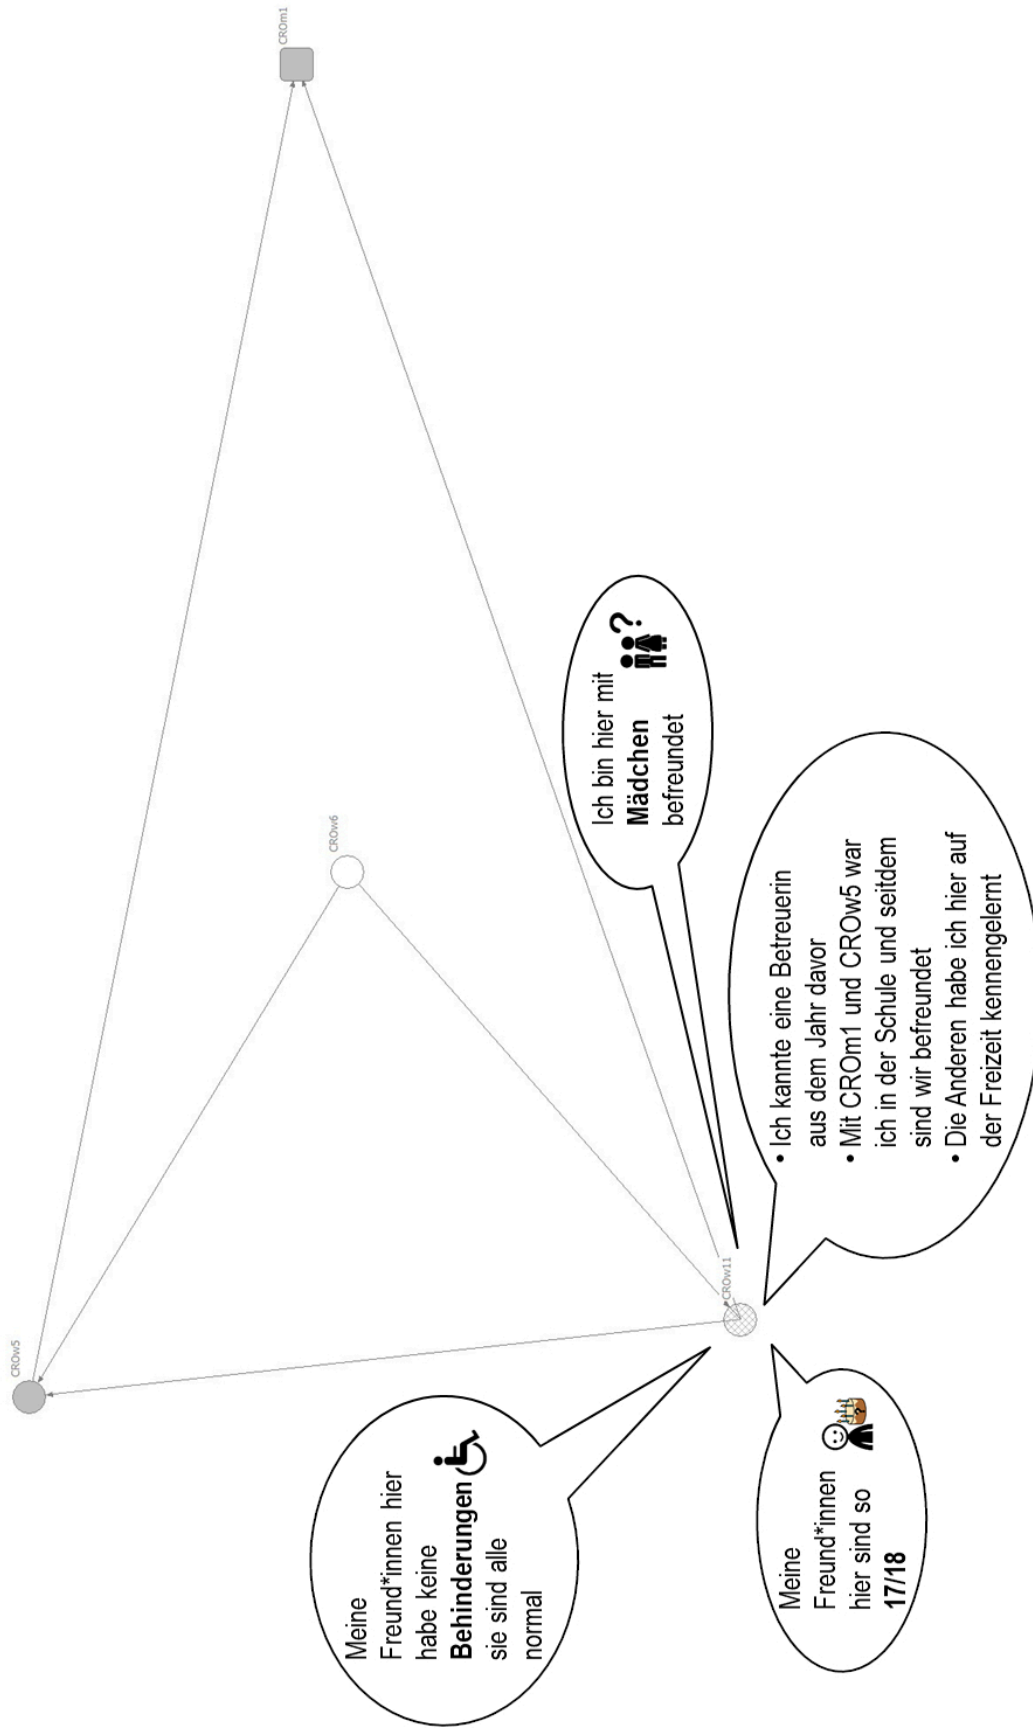 CROw5
CROm1
CROw6
CROw11
Meine
Freund*innen hier
habe keine
Behinderungen
sie sind alle
normal
Meine
Freund*innen
hier sind so
17/18
Ich bin hier mit
Mädchen
befreundet
?
• Ich kannte eine Betreuerin
aus dem Jahr davor
• Mit CROm1 und CROw5 war
ich in der Schule und seitdem
sind wir befreundet
• Die Anderen habe ich hier auf
der Freizeit kennengelernt